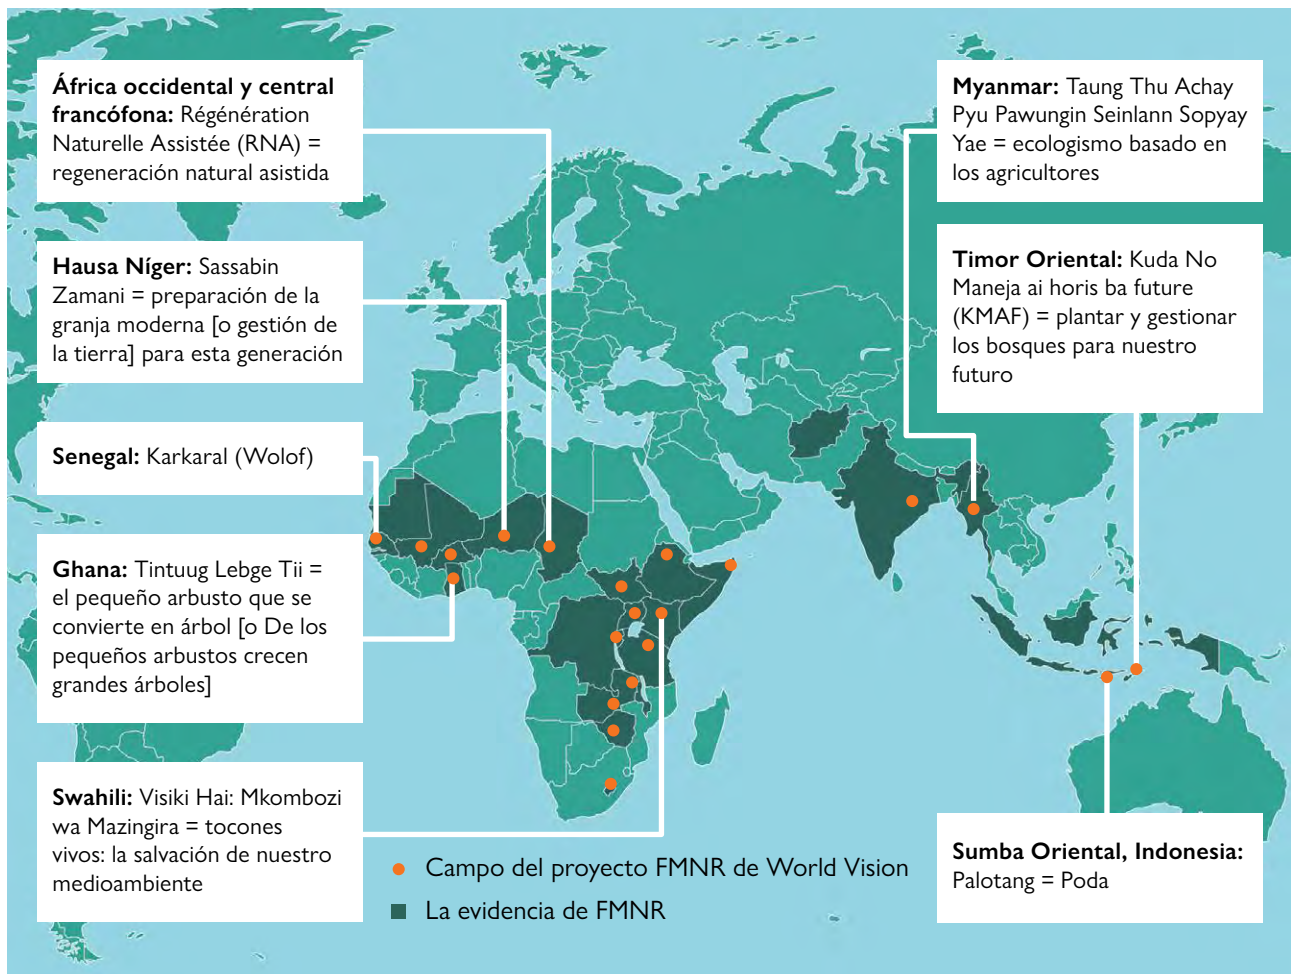 África occidental y central
francófona: Régénération
Naturelle Assistée (RNA) =
regeneración natural asistida
Hausa Níger: Sassabin
Zamani = preparación de la
granja moderna [o gestión de
la tierra] para esta generación
Senegal: Karkaral (Wolof)
Ghana: Tintuug Lebge Tii =
el pequeño arbusto que se
convierte en árbol [o De los
pequeños arbustos crecen
grandes árboles]
Swahili: Visiki Hai: Mkombozi
wa Mazingira = tocones
vivos: la salvación de nuestro
medioambiente
Myanmar: Taung Thu Achay
Pyu Pawungin Seinlann Sopyay
Yae = ecologismo basado en
los agricultores
Timor Oriental: Kuda No
Maneja ai horis ba future
(KMAF) = plantar y gestionar
los bosques para nuestro
futuro
Sumba Oriental, Indonesia:
Palotang = Poda
Campo del proyecto FMNR de World Vision
La evidencia de FMNR